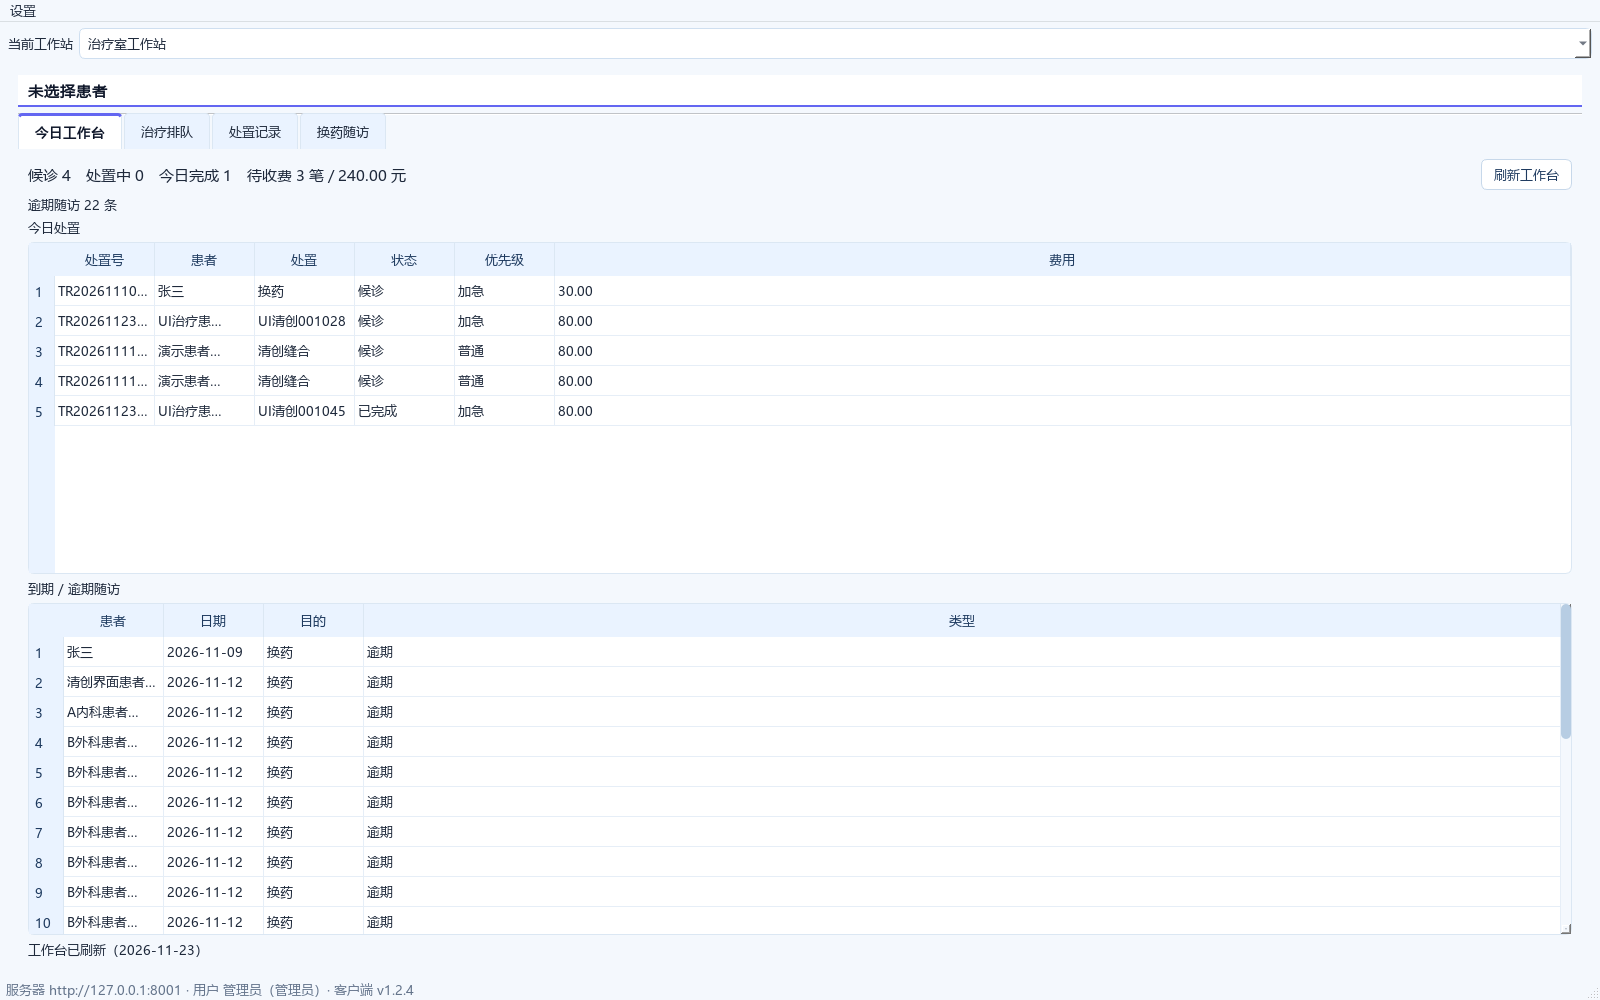 设置
当前工作站 治疗室工作站
未选择患者
今日工作台 治疗排队 处置记录 换药随访
候诊 4 处置中 0 今日完成 1 待收费 3 笔 / 240.00 元 刷新工作台
逾期随访 22 条
今日处置
处置号 患者 处置 状态 优先级 费用
1 TR20261110... 张三 换药 候诊 加急 30.00
2 TR20261123... UI治疗患... UI清创001028 候诊 加急 80.00
3 TR20261111... 演示患者... 清创缝合 候诊 普通 80.00
4 TR20261111... 演示患者... 清创缝合 候诊 普通 80.00
5 TR20261123... UI治疗患... UI清创001045 已完成 加急 80.00
到期 / 逾期随访
患者 日期 目的 类型
1 张三 2026-11-09 换药 逾期
2 清创界面患者... 2026-11-12 换药 逾期
3 A内科患者... 2026-11-12 换药 逾期
4 B外科患者... 2026-11-12 换药 逾期
5 B外科患者... 2026-11-12 换药 逾期
6 B外科患者... 2026-11-12 换药 逾期
7 B外科患者... 2026-11-12 换药 逾期
8 B外科患者... 2026-11-12 换药 逾期
9 B外科患者... 2026-11-12 换药 逾期
10 B外科患者... 2026-11-12 换药 逾期
工作台已刷新（2026-11-23）
服务器 http://127.0.0.1:8001 · 用户 管理员（管理员）· 客户端 v1.2.4